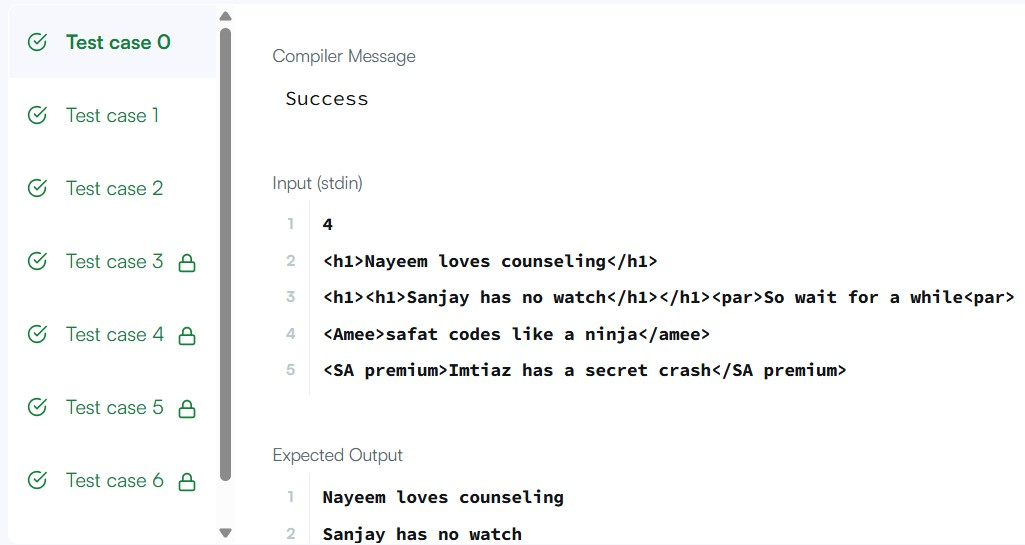 Test case 0
Test case 1
Test case 2
Test case 3
Test case 4
Test case 5
Test case 6
Compiler Message
Success
Input (stdin)
1 4
2 <h1>Nayeem loves counseling</h1>
3 <h1><h1>Sanjay has no watch</h1></h1><par>So wait for a while<par>
4 <Amee>safat codes like a ninja</amee>
5 <SA premium>Imtiaz has a secret crash</SA premium>
Expected Output
1 Nayeem loves counseling
2 Sanjay has no watch